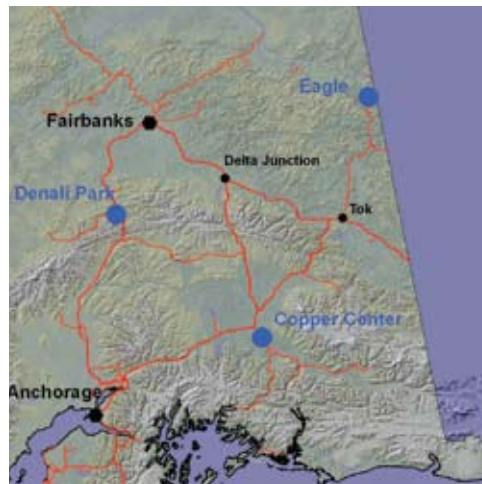 Eagle
Fairbanks
Delta Junction
Denali Park
Tok
Copper Center
Anchorage